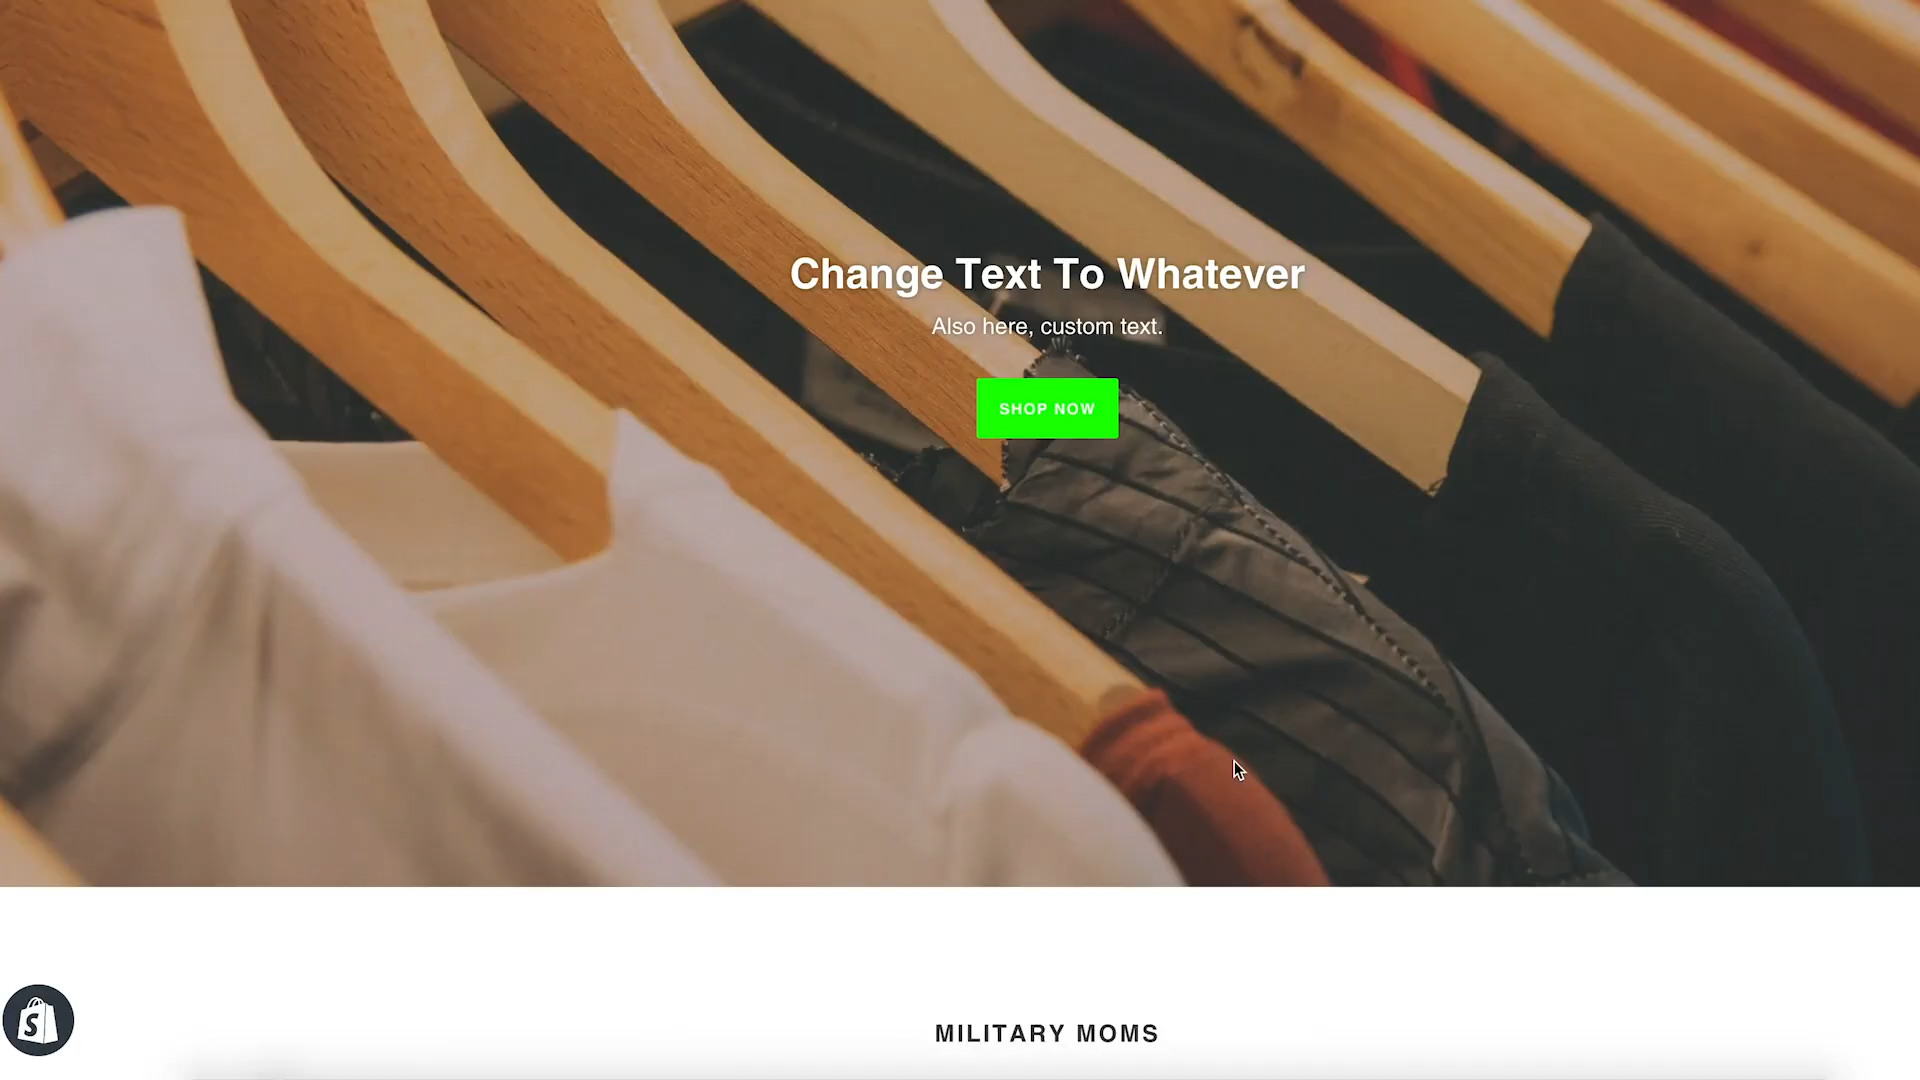 Change Text To Whatever
Also here, custom text.
SHOP NOW
MILITARY MOMS